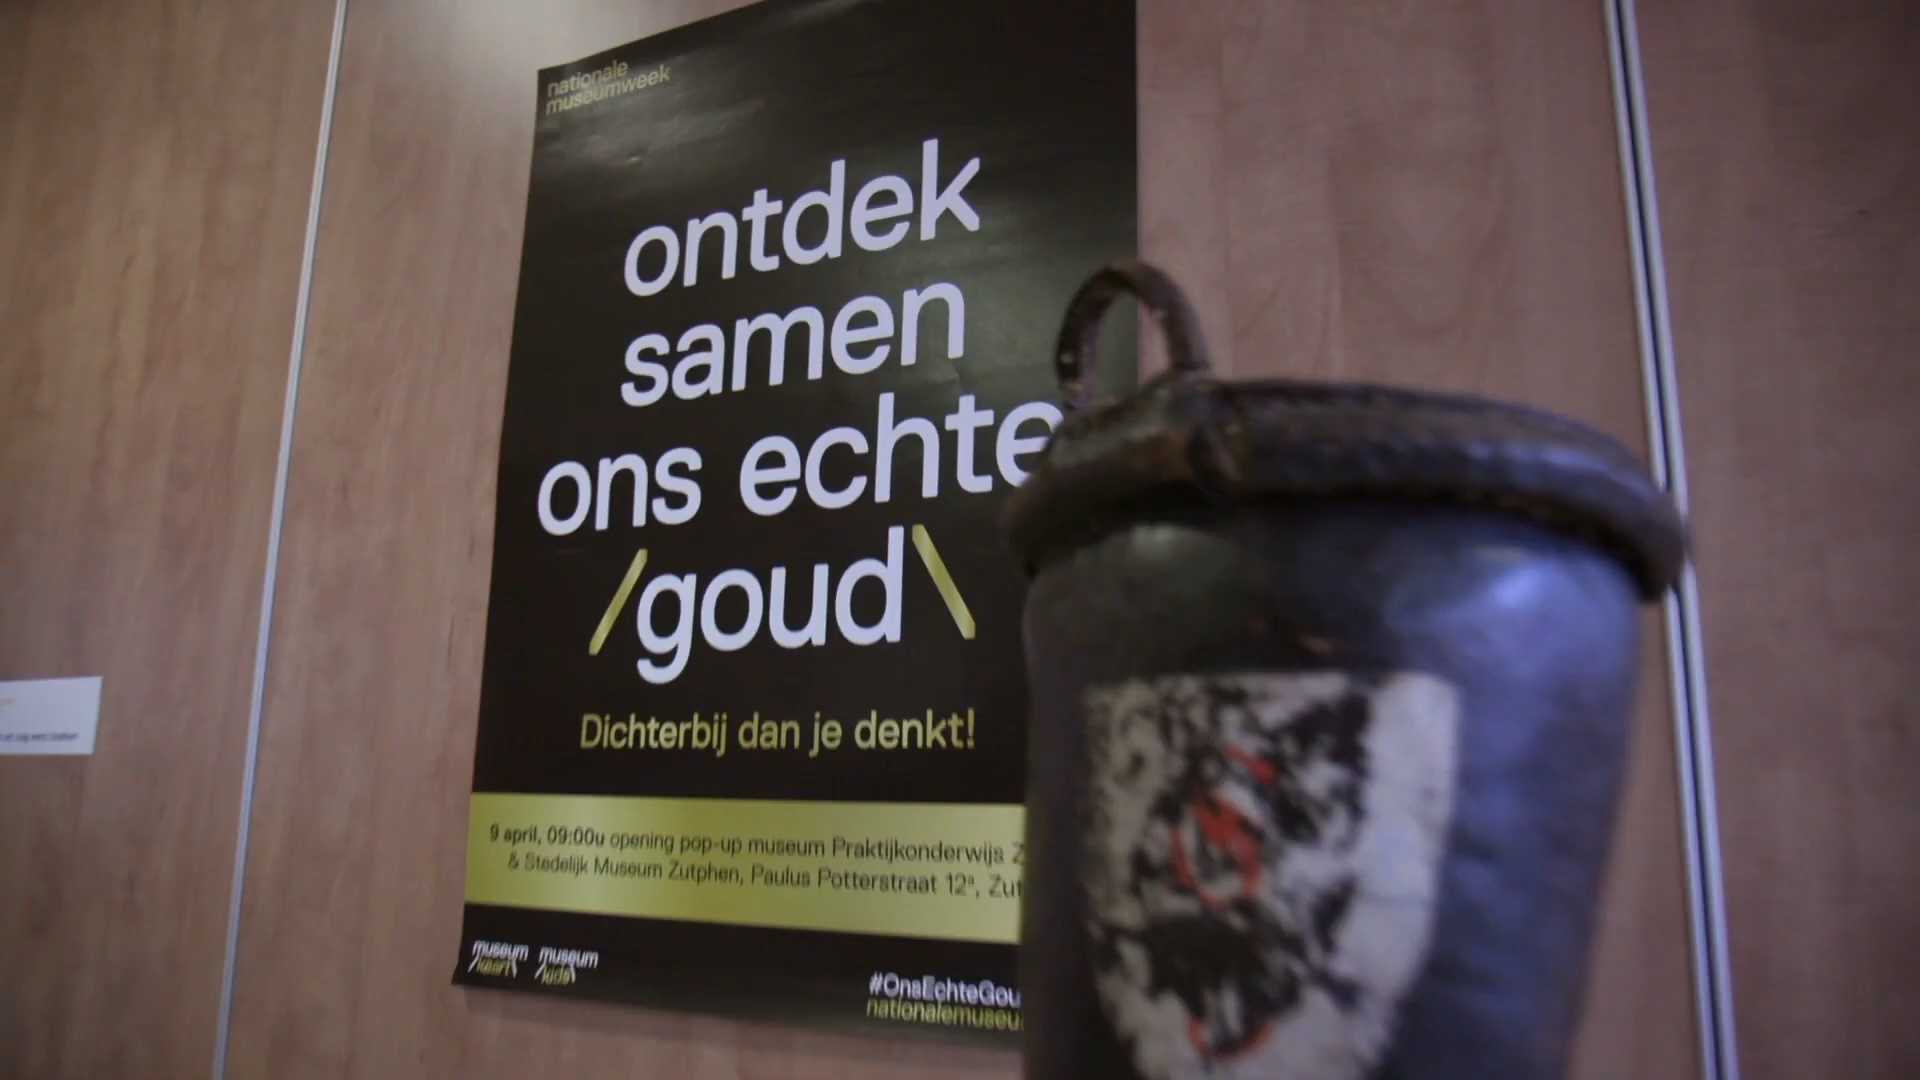 nationale
museumweek
ontdek
samen
ons echte
/goud\
Dichterbij dan je denkt!
9 april, 09:00u opening pop-up museum Praktijkonderwijs Z
& Stedelijk Museum Zutphen, Paulus Potterstraat 12ª, Zut
museum museum
/kaart\ /kids\
#OnsEchteGou
nationalemuseu